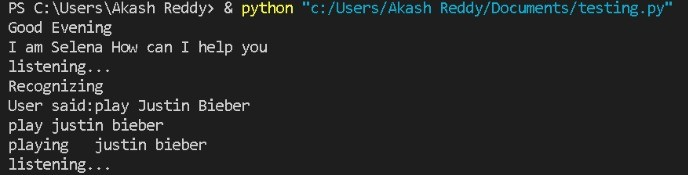 PS C:\Users\Akash Reddy> & python "c:/Users/Akash Reddy/Documents/testing.py"
Good Evening
I am Selena How can I help you
listening...
Recognizing
User said:play Justin Bieber
play justin bieber
playing   justin bieber
listening...